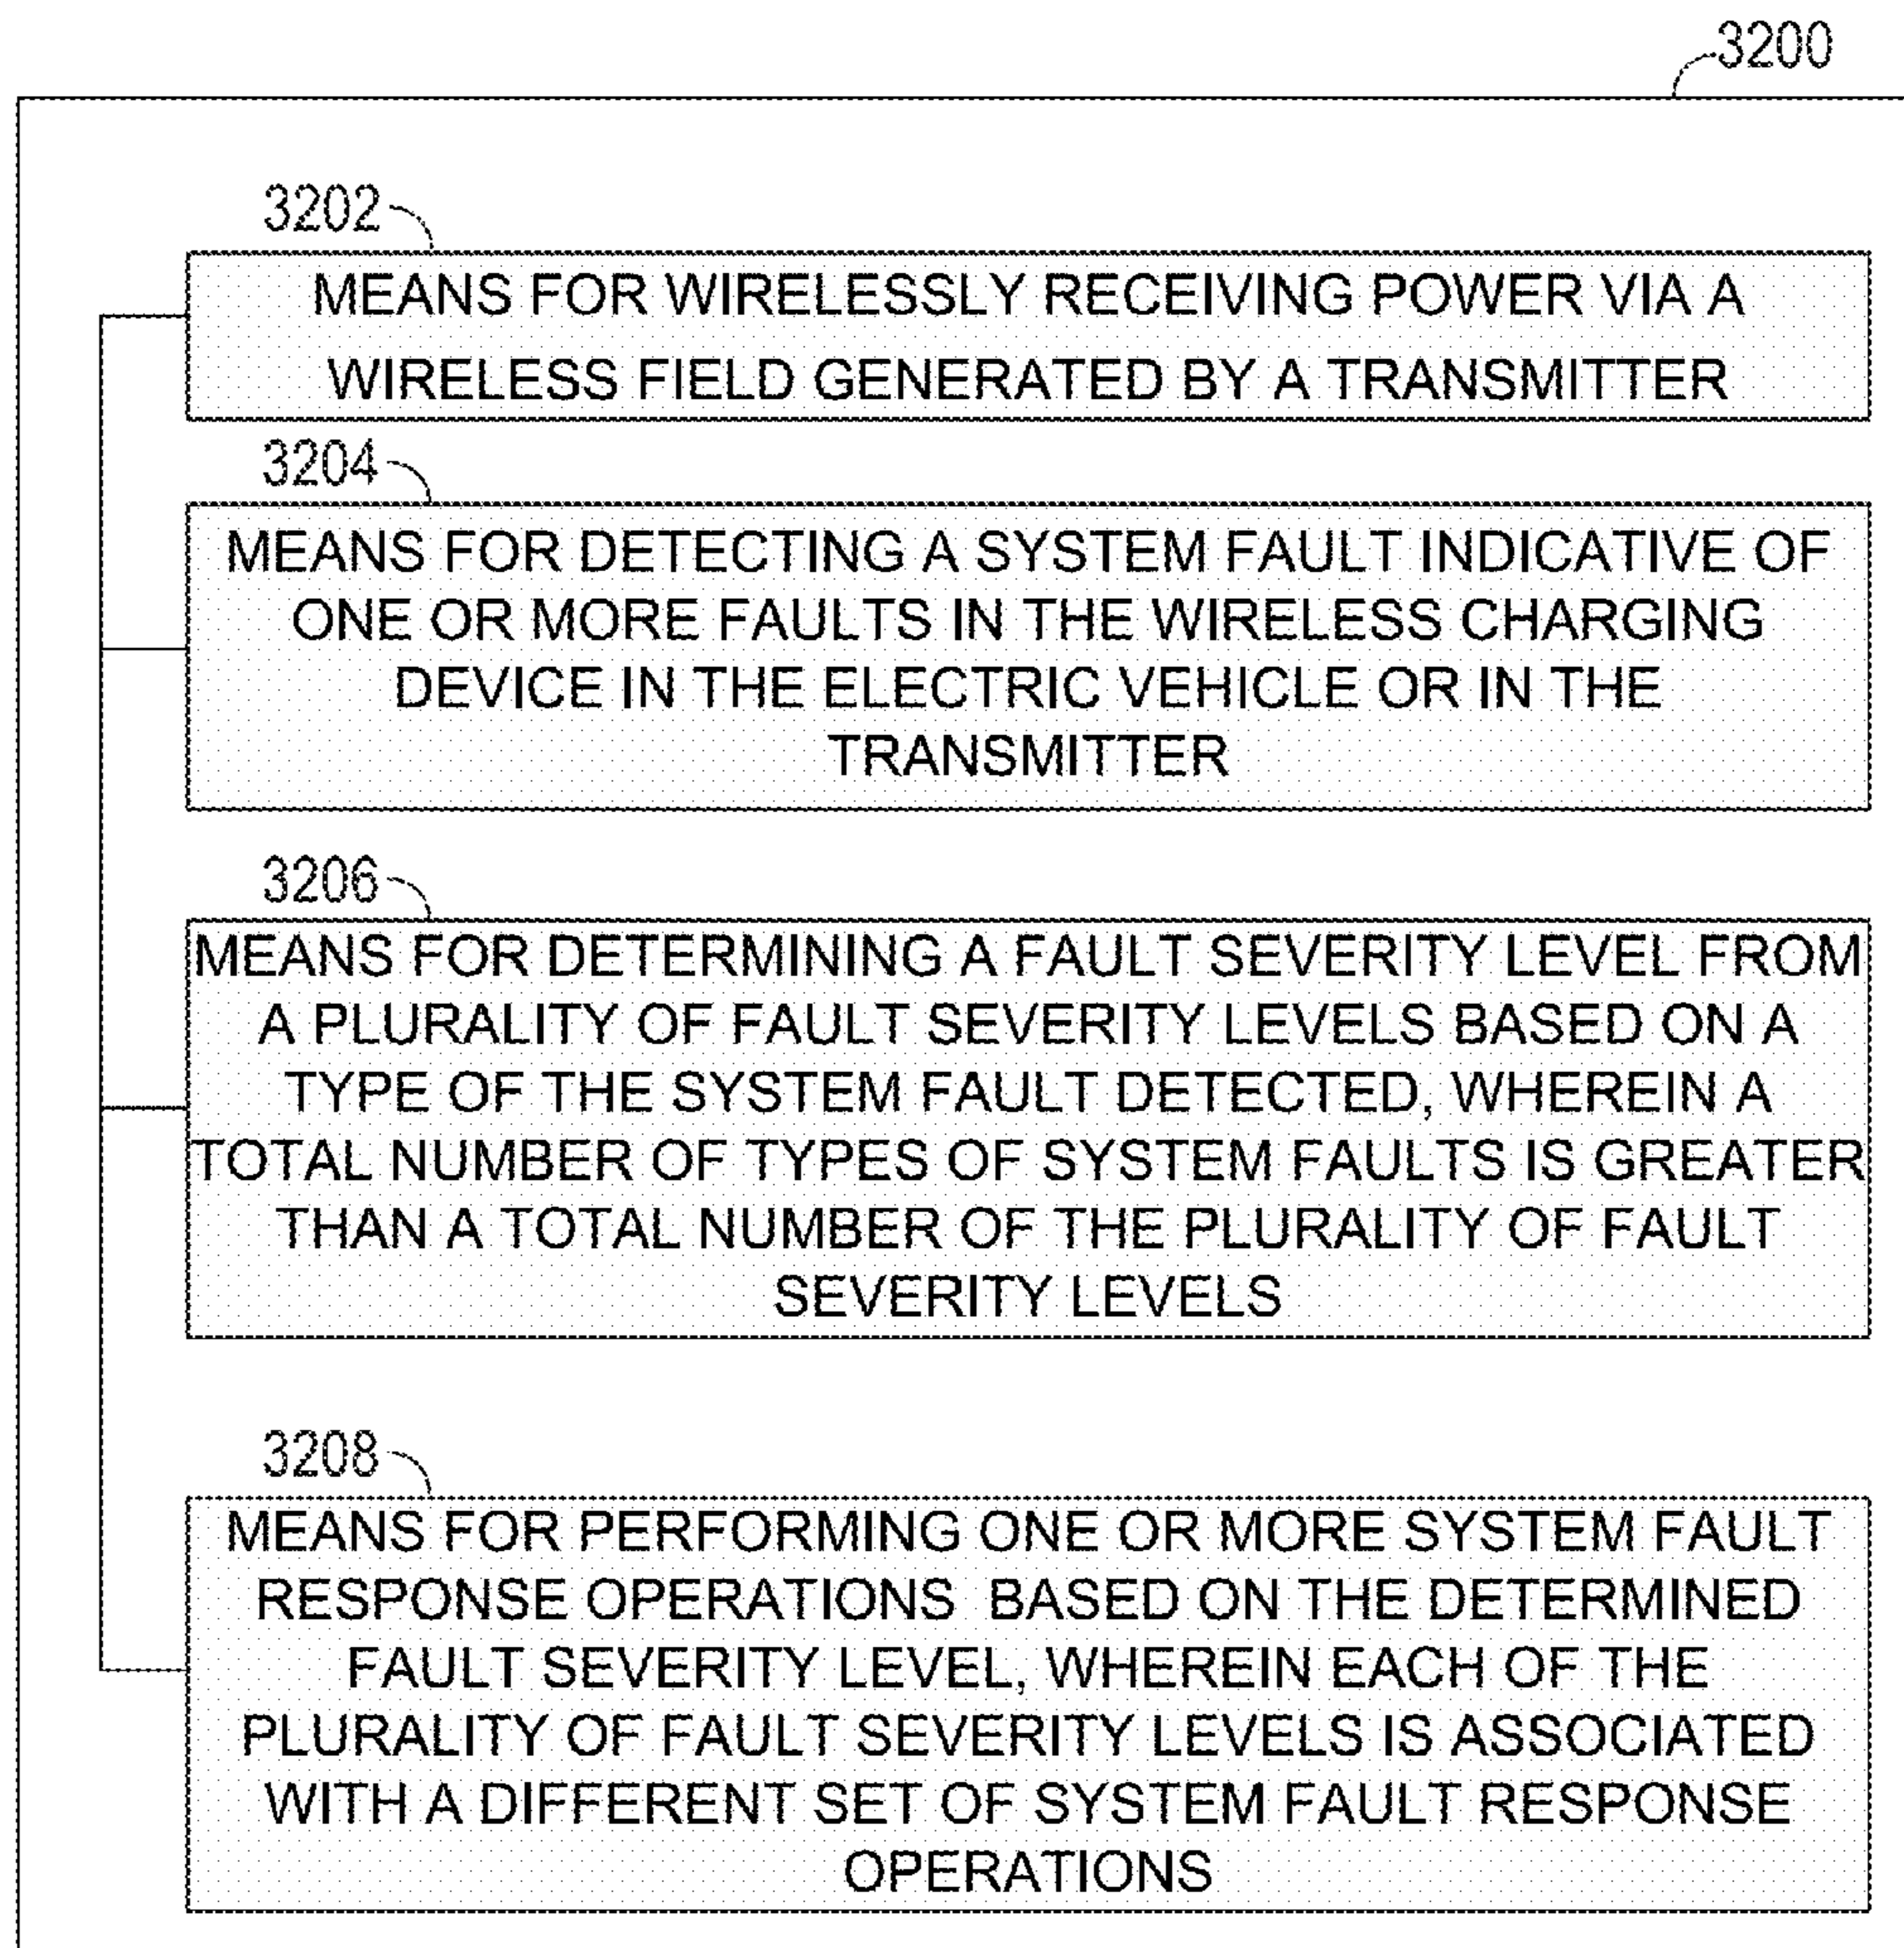 3200
3202
MEANS FOR WIRELESSLY RECEIVING POWER VIA A
WIRELESS FIELD GENERATED BY A TRANSMITTER
3204
MEANS FOR DETECTING A SYSTEM FAULT INDICATIVE OF
ONE OR MORE FAULTS IN THE WIRELESS CHARGING
DEVICE IN THE ELECTRIC VEHICLE OR IN THE
TRANSMITTER
3206
MEANS FOR DETERMINING A FAULT SEVERITY LEVEL FROM
A PLURALITY OF FAULT SEVERITY LEVELS BASED ON A
TYPE OF THE SYSTEM FAULT DETECTED, WHEREIN A
TOTAL NUMBER OF TYPES OF SYSTEM FAULTS IS GREATER
THAN A TOTAL NUMBER OF THE PLURALITY OF FAULT
SEVERITY LEVELS
3208
MEANS FOR PERFORMING ONE OR MORE SYSTEM FAULT
RESPONSE OPERATIONS BASED ON THE DETERMINED
FAULT SEVERITY LEVEL, WHEREIN EACH OF THE
PLURALITY OF FAULT SEVERITY LEVELS IS ASSOCIATED
WITH A DIFFERENT SET OF SYSTEM FAULT RESPONSE
OPERATIONS